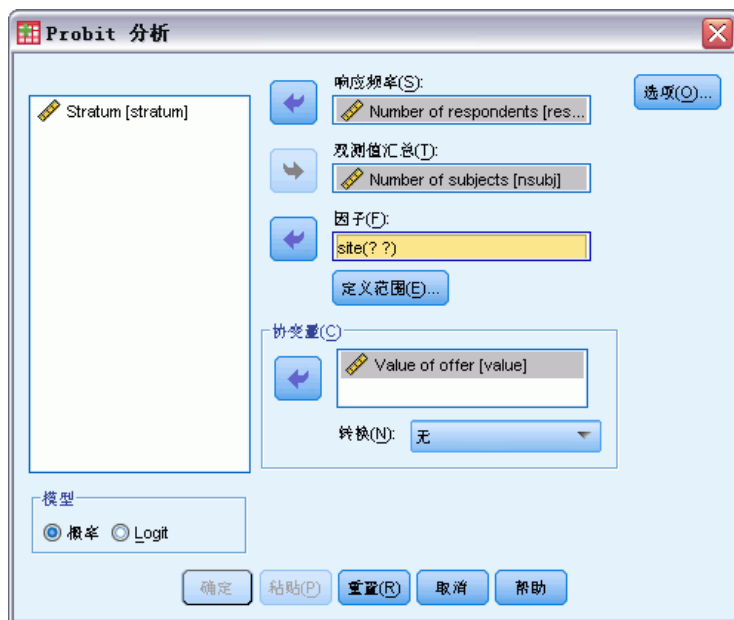 Probit 分析
Stratum [stratum]
响应频率(S):
Number of respondents [res...
选项(O)...
观测值汇总(T):
Number of subjects [nsubj]
因子(F):
site(? ?)
定义范围(E)...
协变量(C)
Value of offer [value]
转换(N): 无
模型
概率 Logit
确定 粘贴(P) 重置(R) 取消 帮助